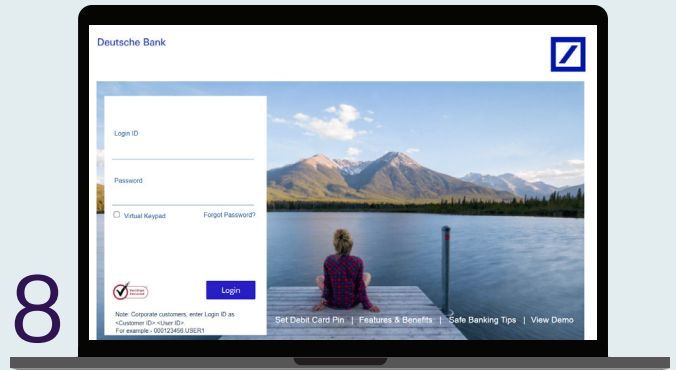 Deutsche Bank
Login ID
Password
Virtual Keypad
Forgot Password?
Login
Note: Corporate customers, enter Login ID as
<Customer ID>.<User ID>
For example:- 000123456.USER1
Set Debit Card Pin | Features & Benefits | Safe Banking Tips | View Demo
8